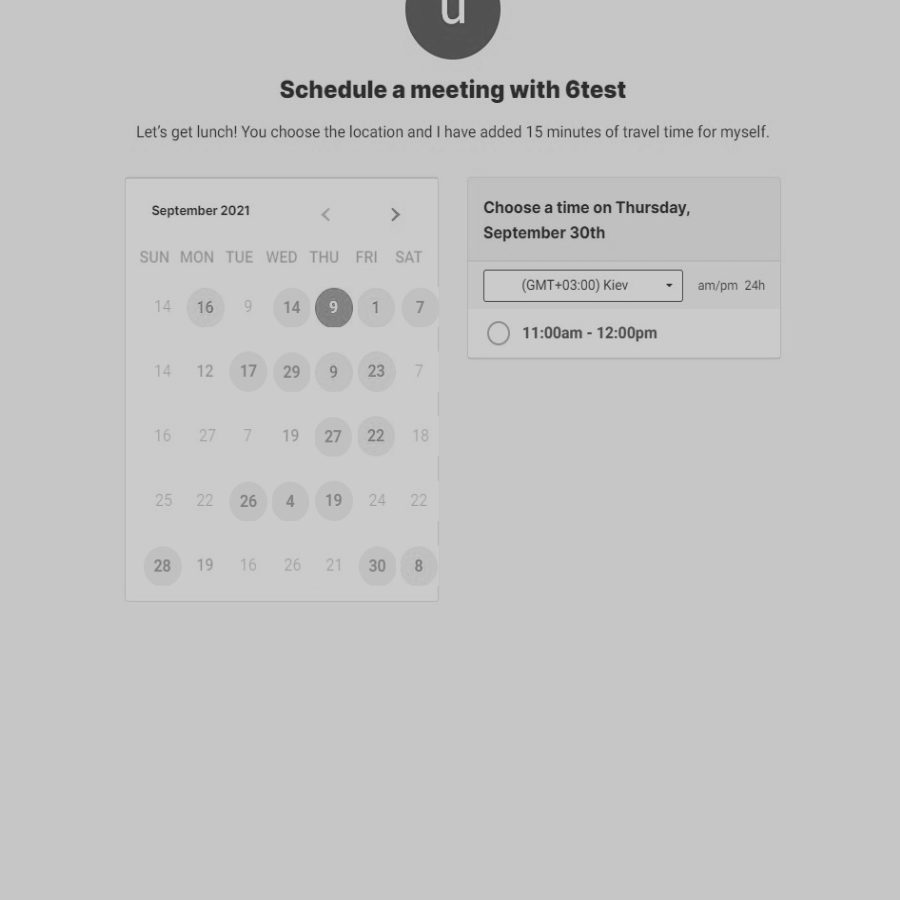 u
Schedule a meeting with 6test
Let's get lunch! You choose the location and I have added 15 minutes of travel time for myself.
September 2021
SUN MON TUE WED THU FRI SAT
14 16 9 14 9 1 7
14 12 17 29 9 23 7
16 27 7 19 27 22 18
25 22 26 4 19 24 22
28 19 16 26 21 30 8
Choose a time on Thursday,
September 30th
(GMT+03:00) Kiev am/pm 24h
11:00am - 12:00pm